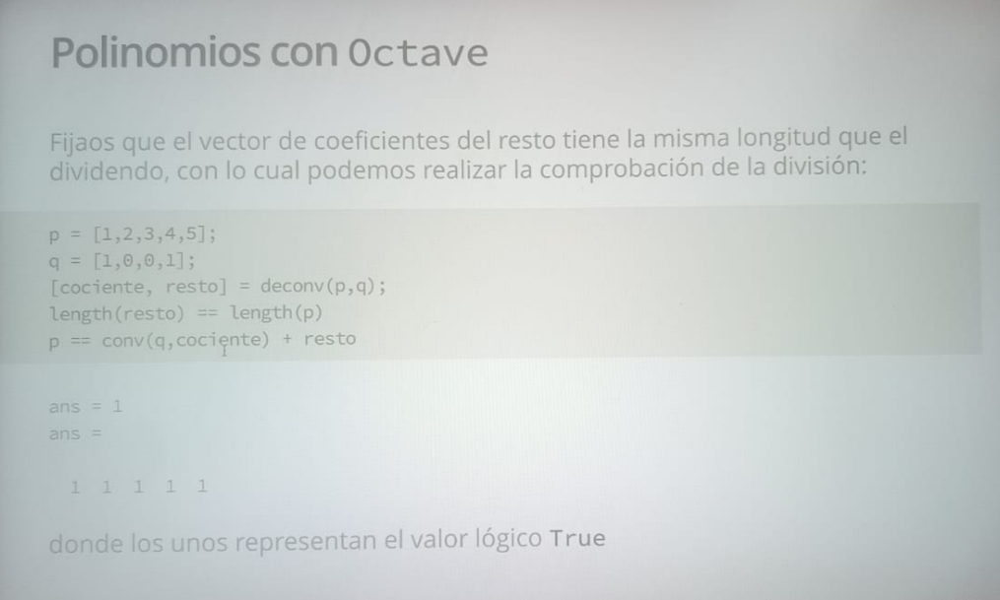 Polinomios con Octave
Fijaos que el vector de coeficientes del resto tiene la misma longitud que el
dividendo, con lo cual podemos realizar la comprobación de la división:
p = [1,2,3,4,5];
q = [1,0,0,1];
[cociente, resto] = deconv(p,q);
length(resto) == length(p)
p == conv(q,cociente) + resto
ans = 1
ans =
1 1 1 1 1
donde los unos representan el valor lógico True